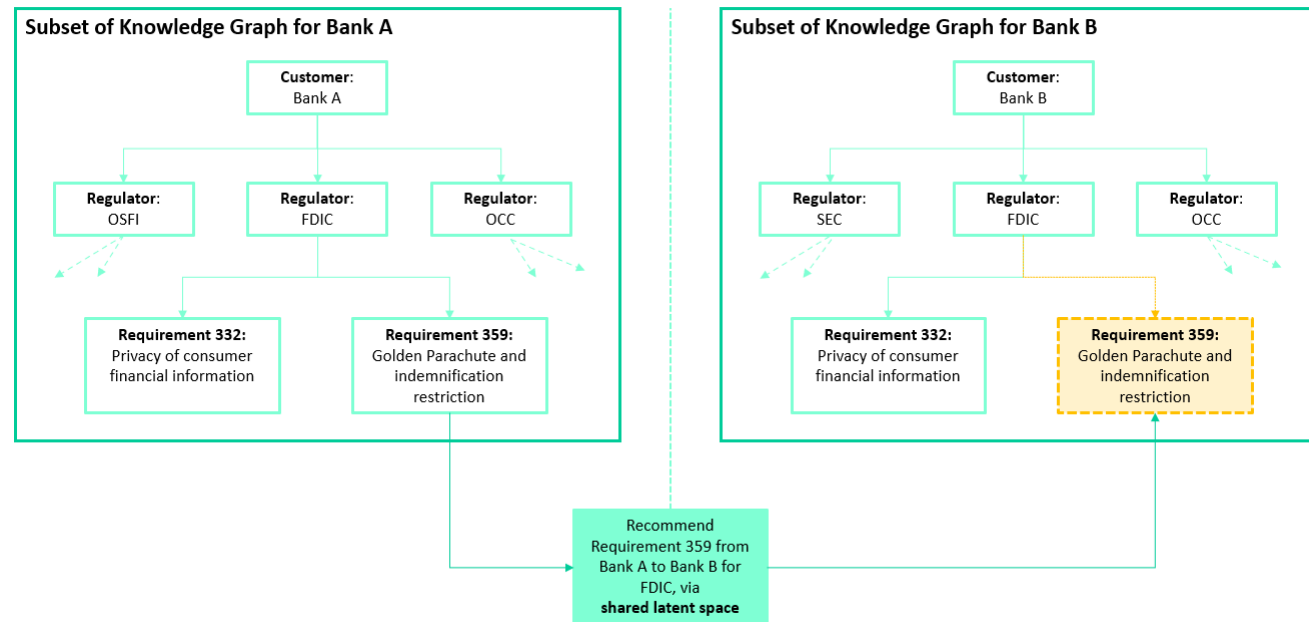 Subset of Knowledge Graph for Bank A
Customer:
Bank A
Regulator:
OSFI
Regulator:
FDIC
Regulator:
OCC
Requirement 332:
Privacy of consumer
financial information
Requirement 359:
Golden Parachute and
indemnification
restriction
Subset of Knowledge Graph for Bank B
Customer:
Bank B
Regulator:
SEC
Regulator:
FDIC
Regulator:
OCC
Requirement 332:
Privacy of consumer
financial information
Requirement 359:
Golden Parachute and
indemnification
restriction
Recommend
Requirement 359 from
Bank A to Bank B for
FDIC, via
shared latent space